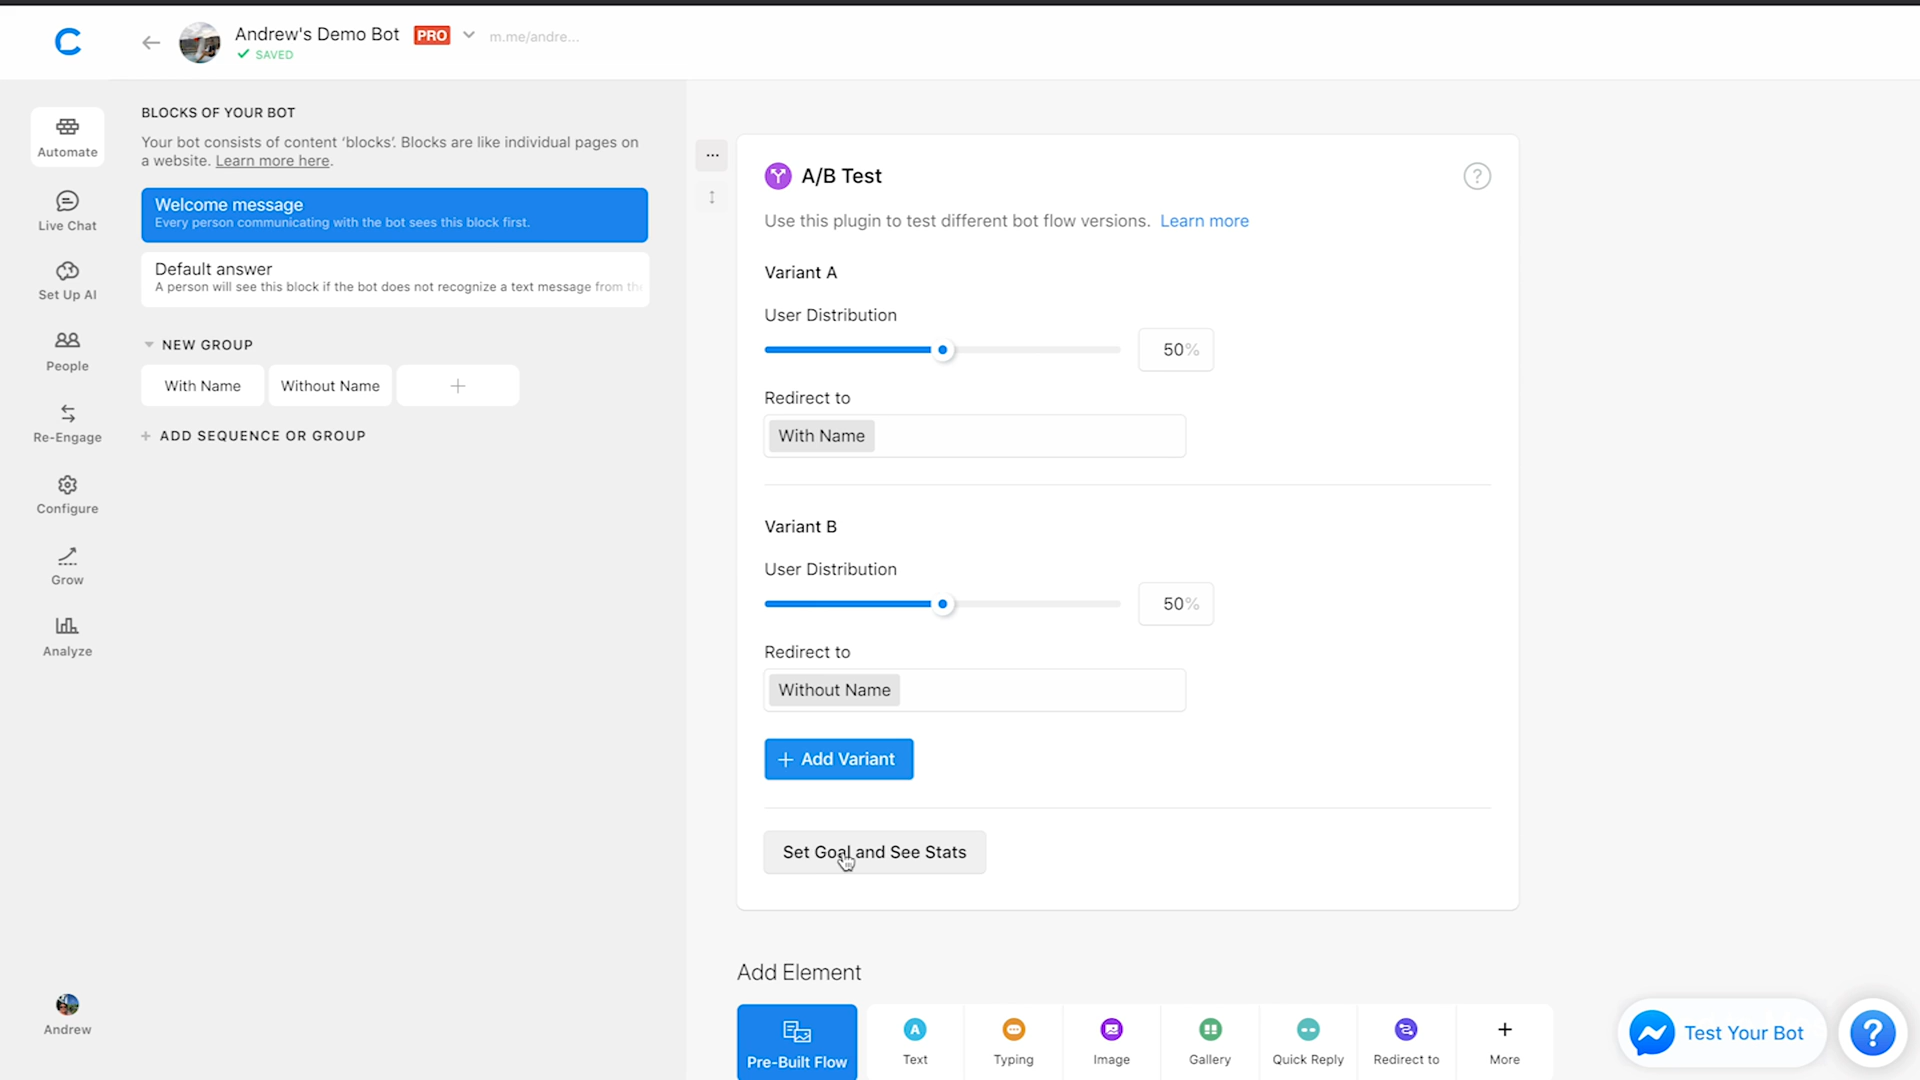 Andrew's Demo Bot PRO m.me/andre...
SAVED
Automate
Live Chat
Set Up AI
People
Re-Engage
Configure
Grow
Analyze
Andrew
BLOCKS OF YOUR BOT
Your bot consists of content ‘blocks’. Blocks are like individual pages on
a website. Learn more here.
Welcome message
Every person communicating with the bot sees this block first.
Default answer
A person will see this block if the bot does not recognize a text message from the
NEW GROUP
With Name Without Name +
+ ADD SEQUENCE OR GROUP
A/B Test ?
Use this plugin to test different bot flow versions. Learn more
Variant A
User Distribution
50%
Redirect to
With Name
Variant B
User Distribution
50%
Redirect to
Without Name
+ Add Variant
Set Goal and See Stats
Add Element
Pre-Built Flow
Text
Typing
Image
Gallery
Quick Reply
Redirect to
More
Test Your Bot
?